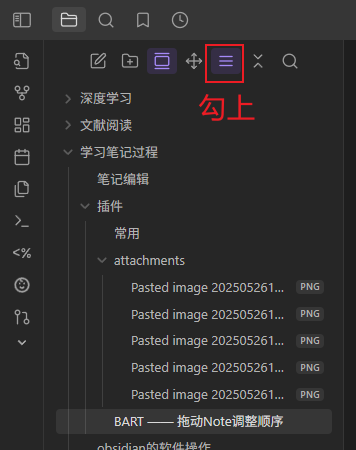 勾上
深度学习
文献阅读
学习笔记过程
笔记编辑
插件
常用
attachments
Pasted image 202505261... PNG
Pasted image 202505261... PNG
Pasted image 202505261... PNG
Pasted image 202505261... PNG
Pasted image 202505261... PNG
BART —— 拖动Note调整顺序
obsidian的软件操作
<%